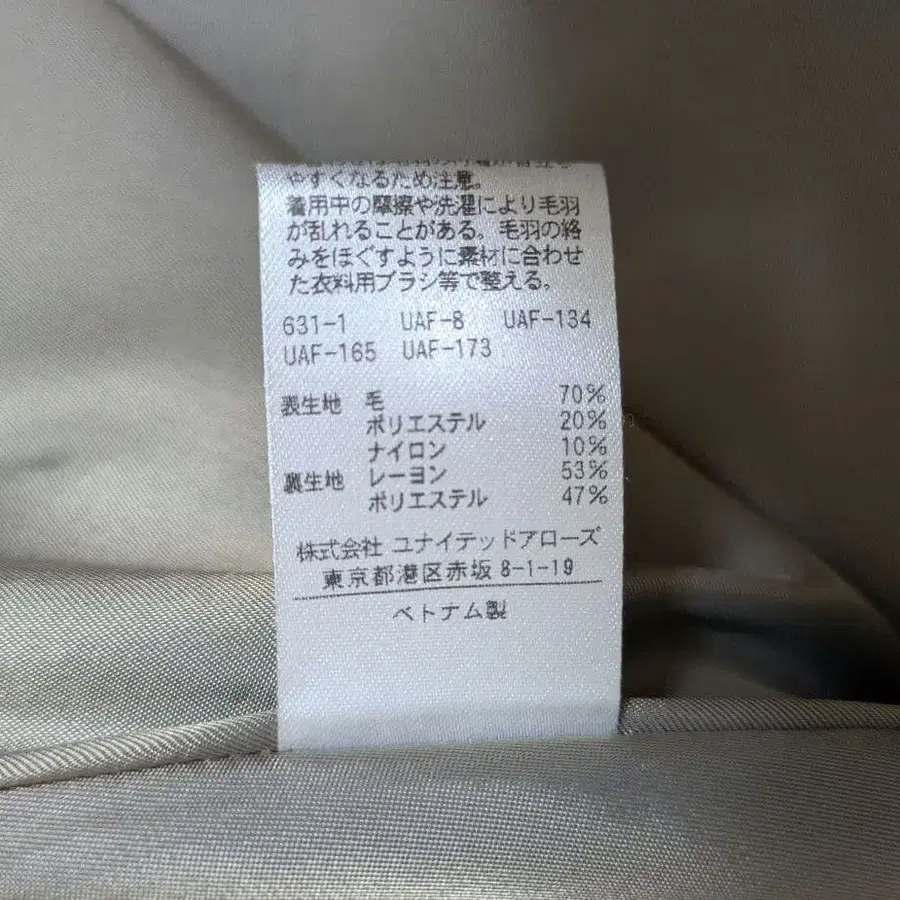 やすくなるため注意。
着用中の摩擦や洗濯により毛羽
が乱れることがある。毛羽の絡
みをほぐすように素材に合わせ
た衣料用ブラシ等で整える。
631-1 UAF-8 UAF-134
UAF-165 UAF-173
表生地 毛 70%
ポリエステル 20%
ナイロン 10%
裏生地 レーヨン 53%
ポリエステル 47%
株式会社 ユナイテッドアローズ
東京都港区赤坂 8-1-19
ベトナム製